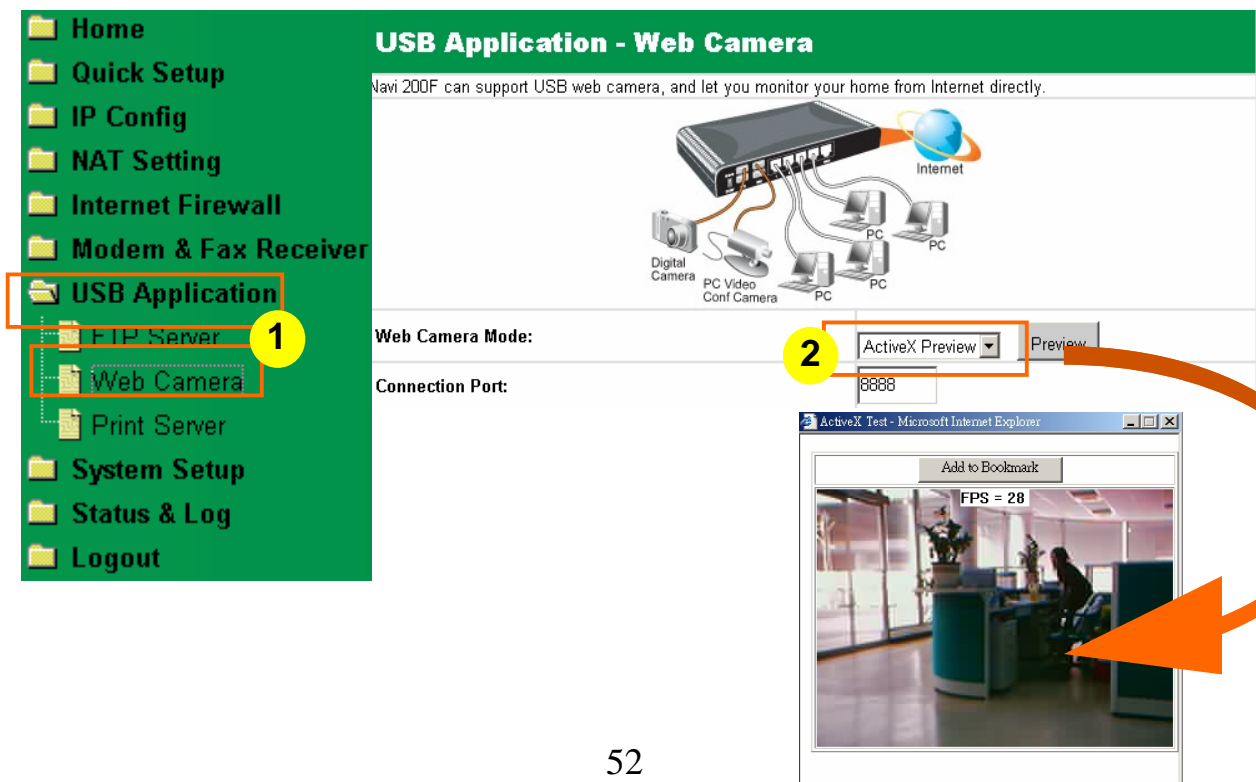 Home
Quick Setup
IP Config
NAT Setting
Internet Firewall
Modem & Fax Receiver
USB Application
1
FTP Server
Web Camera
Print Server
System Setup
Status & Log
Logout
USB Application - Web Camera
Navi 200F can support USB web camera, and let you monitor your home from Internet directly.
Internet
PC
PC
Digital
Camera
PC Video
Conf Camera
PC
PC
Web Camera Mode:
2
ActiveX Preview
Preview
Connection Port:
8888
ActiveX Test - Microsoft Internet Explorer
Add to Bookmark
FPS = 28
52